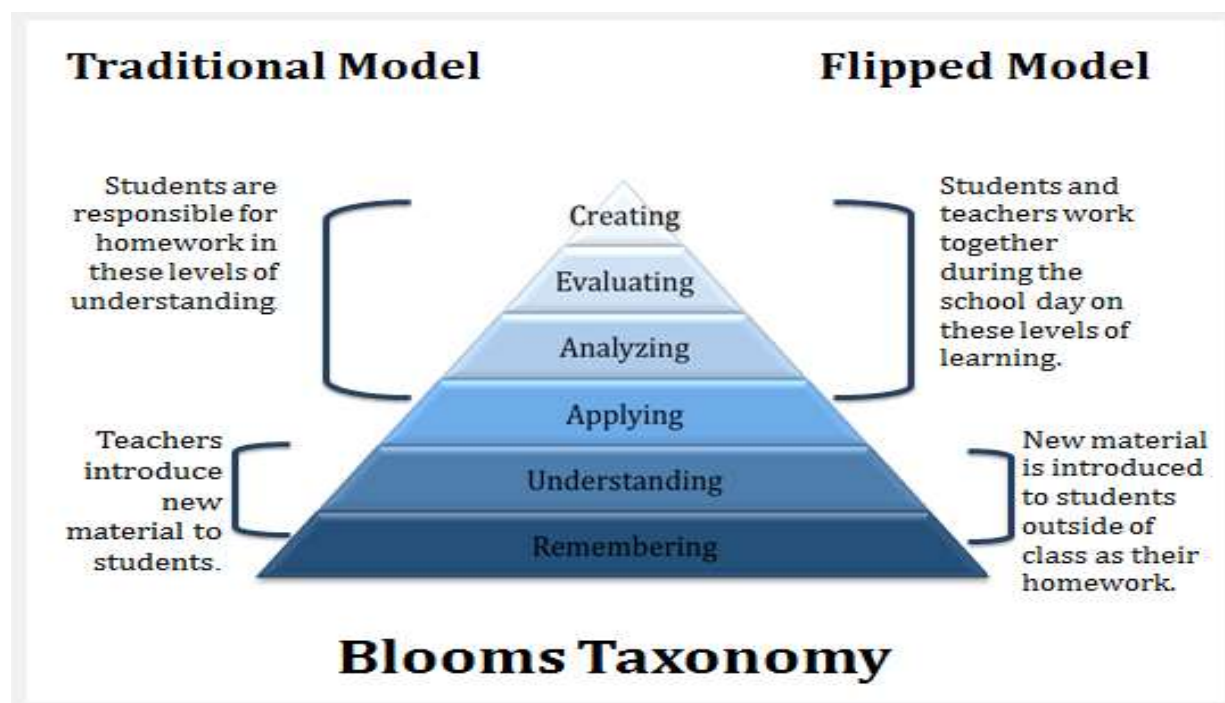 Traditional Model
Flipped Model
Students are
responsible for
homework in
these levels of
understanding
Creating
Evaluating
Analyzing
Applying
Understanding
Remembering
Students and
teachers work
together
during the
school day on
these levels of
learning.
Teachers
introduce
new
material to
students.
New material
is introduced
to students
outside of
class as their
homework.
Blooms Taxonomy